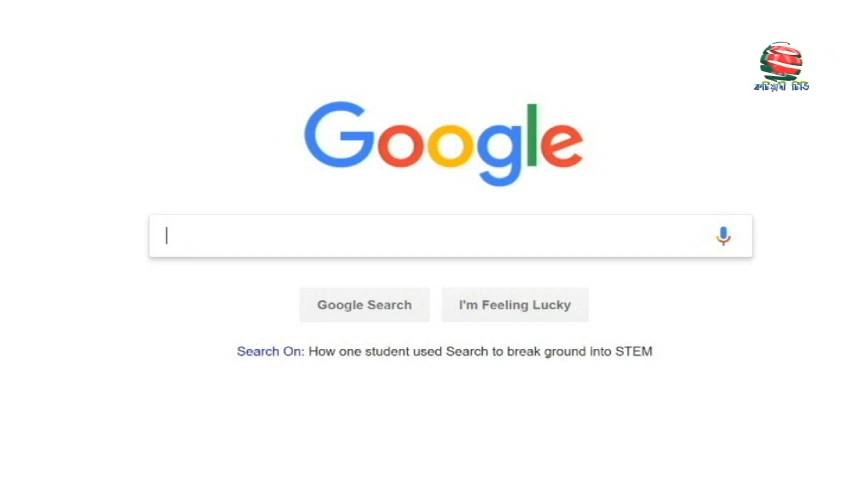 Google
Google Search
I'm Feeling Lucky
Search On: How one student used Search to break ground into STEM